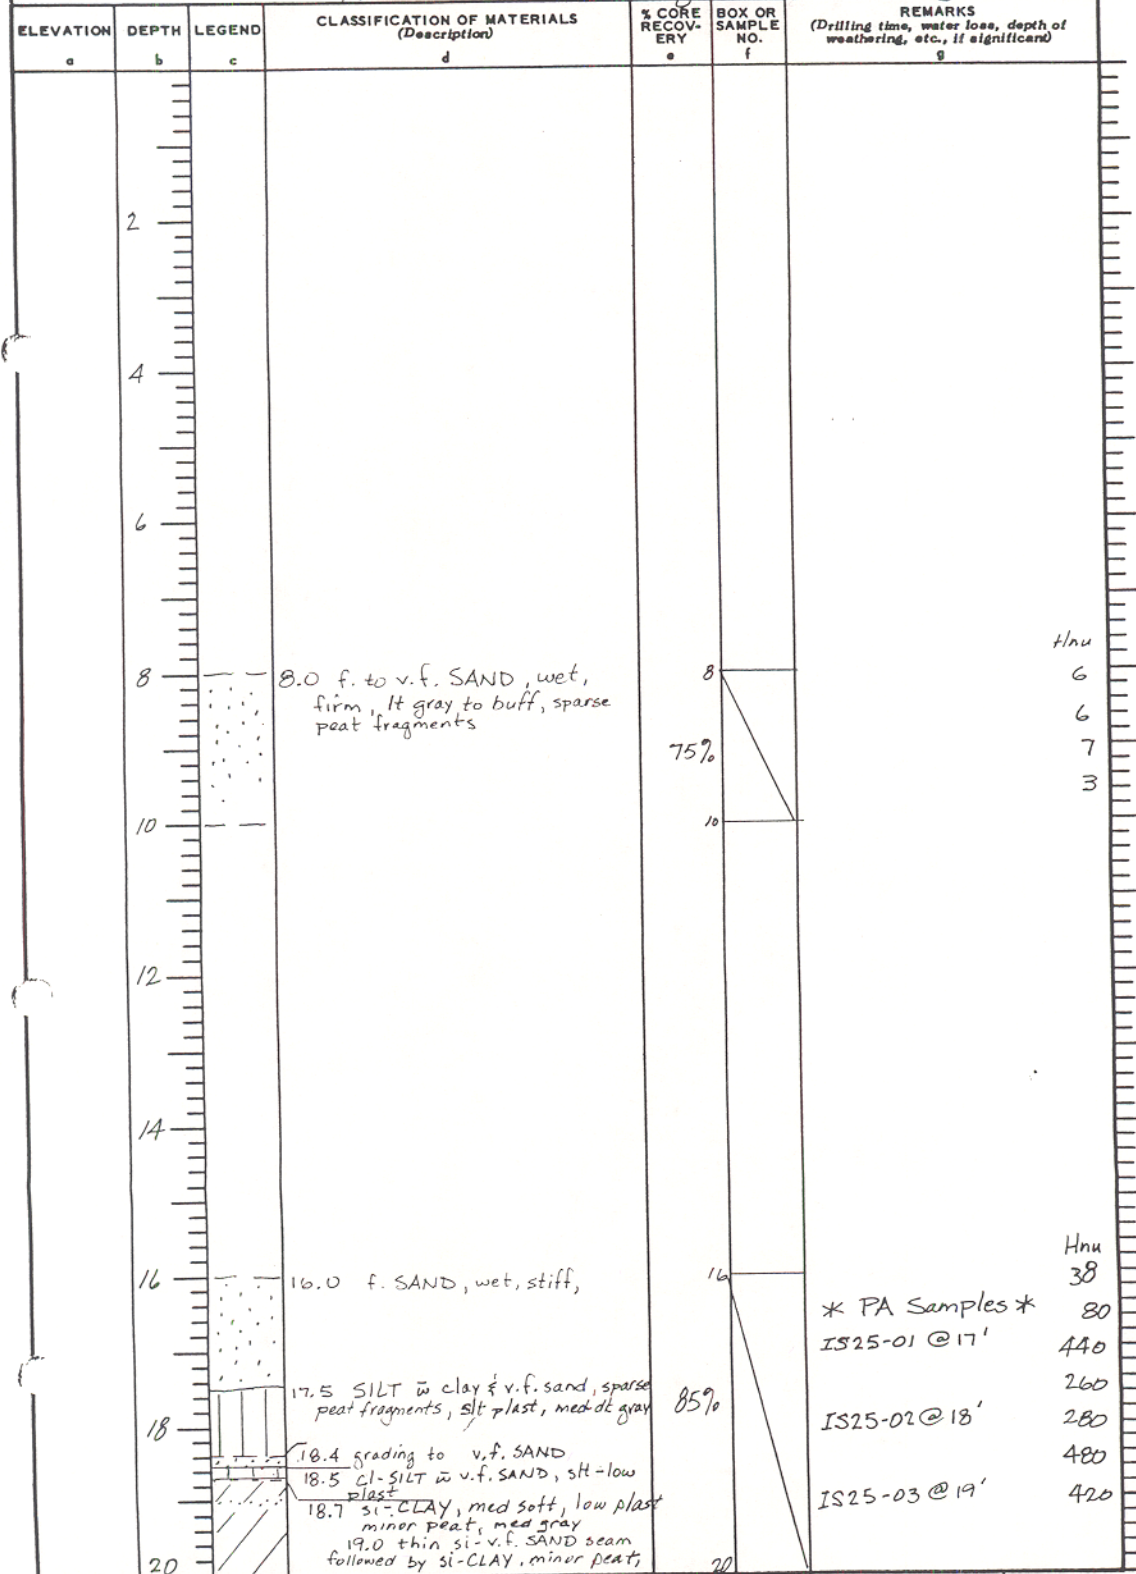 ELEVATION DEPTH LEGEND CLASSIFICATION OF MATERIALS % CORE BOX OR REMARKS
(Description) RECOV- SAMPLE (Drilling time, water loss, depth of
ERY NO. weathering, etc., if significant)
a b c d e f g
2
4
6
Hnu
8 8.0 f. to v.f. SAND, wet, 8 6
firm, lt gray to buff, sparse 6
peat fragments
75% 7
3
10 10
12
14
Hnu
16 16.0 f. SAND, wet, stiff, 16 38
* PA Samples * 80
IS25-01 @ 17' 440
17.5 SILT w̄ clay & v.f. sand, sparse 260
peat fragments, slt plast, med dk gray 85%
18 IS25-02 @ 18' 280
18.4 grading to v.f. SAND 480
18.5 cl-SILT w̄ v.f. SAND, slt-low
plast IS25-03 @ 19' 420
18.7 si-CLAY, med soft, low plast
minor peat, med gray
19.0 thin si-v.f. SAND seam
followed by si-CLAY, minor peat,
20 20